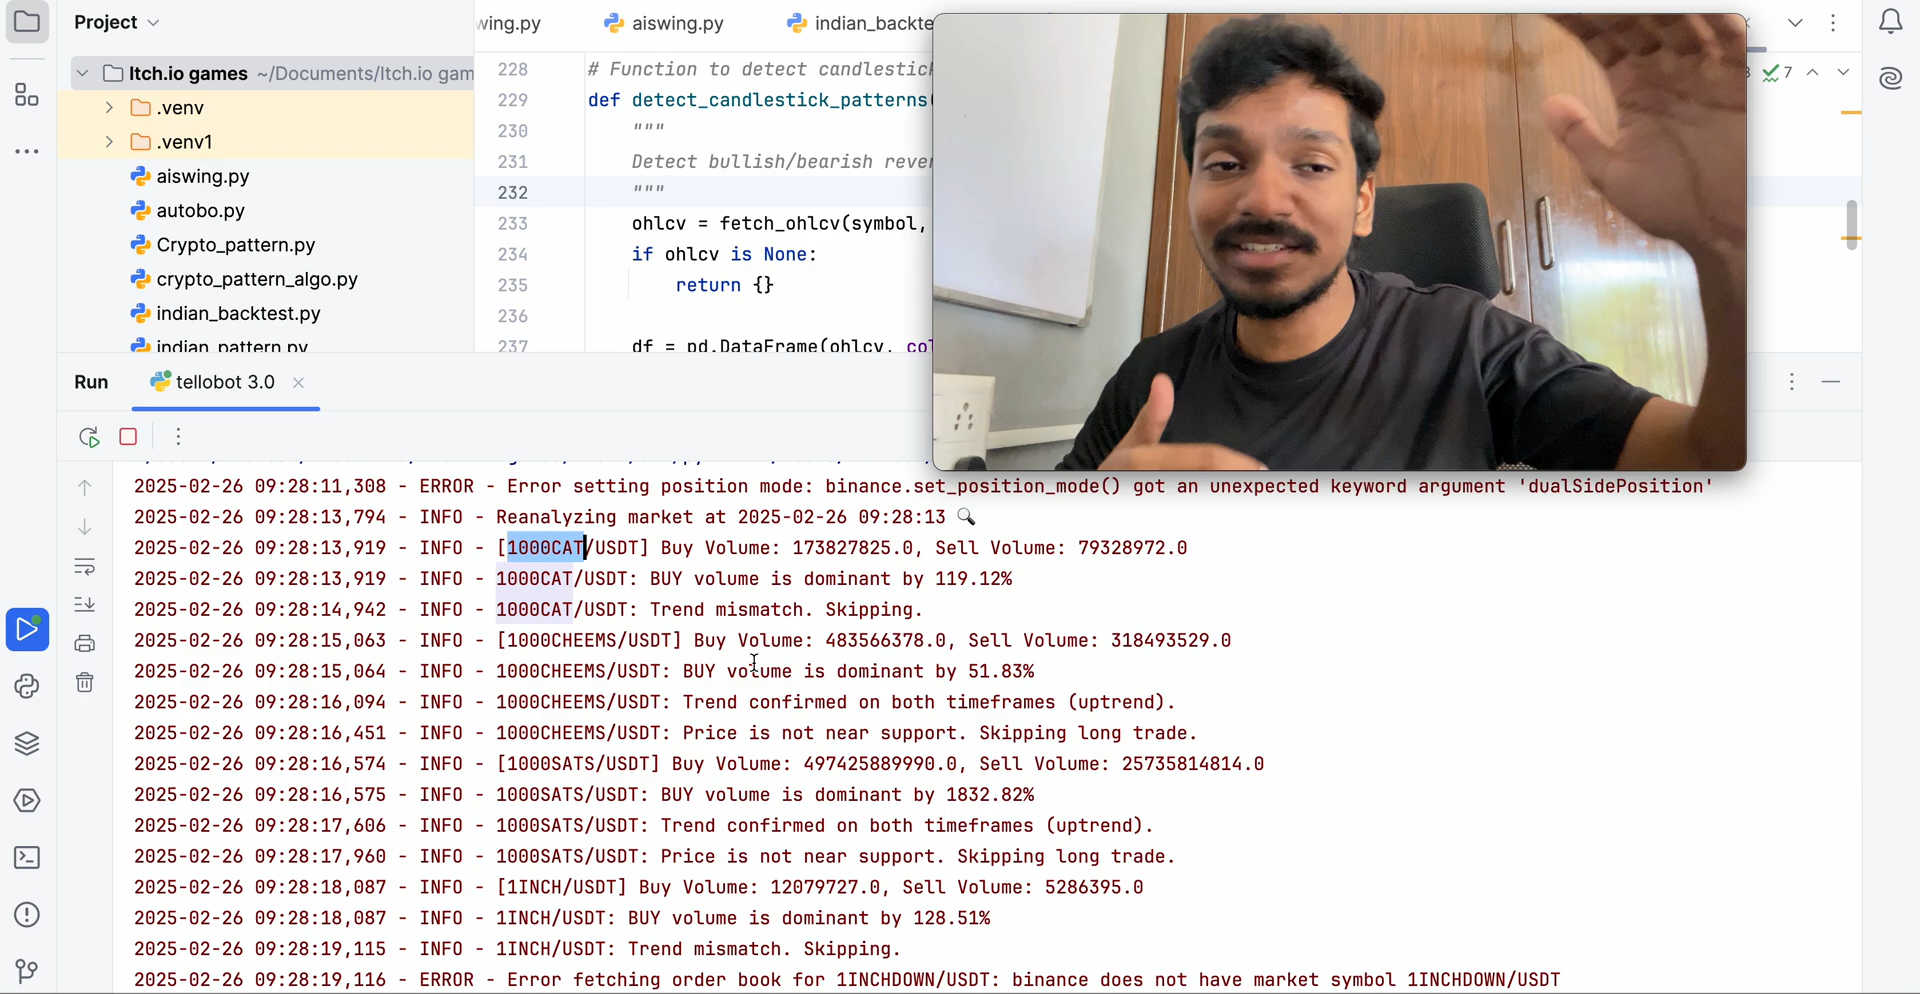 Project
wing.py
aiswing.py
indian_backte
Itch.io games ~/Documents/Itch.io gam
.venv
.venv1
aiswing.py
autobo.py
Crypto_pattern.py
crypto_pattern_algo.py
indian_backtest.py
indian_pattern.py
7
228 # Function to detect candlestick
229 def detect_candlestick_patterns(
230 """
231 Detect bullish/bearish rever
232 """
233 ohlcv = fetch_ohlcv(symbol,
234 if ohlcv is None:
235 return {}
236
237 df = pd.DataFrame(ohlcv, col
Run
tellobot 3.0
2025-02-26 09:28:11,308 - ERROR - Error setting position mode: binance.set_position_mode() got an unexpected keyword argument 'dualSidePosition'
2025-02-26 09:28:13,794 - INFO - Reanalyzing market at 2025-02-26 09:28:13 🔍
2025-02-26 09:28:13,919 - INFO - [1000CAT/USDT] Buy Volume: 173827825.0, Sell Volume: 79328972.0
2025-02-26 09:28:13,919 - INFO - 1000CAT/USDT: BUY volume is dominant by 119.12%
2025-02-26 09:28:14,942 - INFO - 1000CAT/USDT: Trend mismatch. Skipping.
2025-02-26 09:28:15,063 - INFO - [1000CHEEMS/USDT] Buy Volume: 483566378.0, Sell Volume: 318493529.0
2025-02-26 09:28:15,064 - INFO - 1000CHEEMS/USDT: BUY volume is dominant by 51.83%
2025-02-26 09:28:16,094 - INFO - 1000CHEEMS/USDT: Trend confirmed on both timeframes (uptrend).
2025-02-26 09:28:16,451 - INFO - 1000CHEEMS/USDT: Price is not near support. Skipping long trade.
2025-02-26 09:28:16,574 - INFO - [1000SATS/USDT] Buy Volume: 497425889990.0, Sell Volume: 25735814814.0
2025-02-26 09:28:16,575 - INFO - 1000SATS/USDT: BUY volume is dominant by 1832.82%
2025-02-26 09:28:17,606 - INFO - 1000SATS/USDT: Trend confirmed on both timeframes (uptrend).
2025-02-26 09:28:17,960 - INFO - 1000SATS/USDT: Price is not near support. Skipping long trade.
2025-02-26 09:28:18,087 - INFO - [1INCH/USDT] Buy Volume: 12079727.0, Sell Volume: 5286395.0
2025-02-26 09:28:18,087 - INFO - 1INCH/USDT: BUY volume is dominant by 128.51%
2025-02-26 09:28:19,115 - INFO - 1INCH/USDT: Trend mismatch. Skipping.
2025-02-26 09:28:19,116 - ERROR - Error fetching order book for 1INCHDOWN/USDT: binance does not have market symbol 1INCHDOWN/USDT